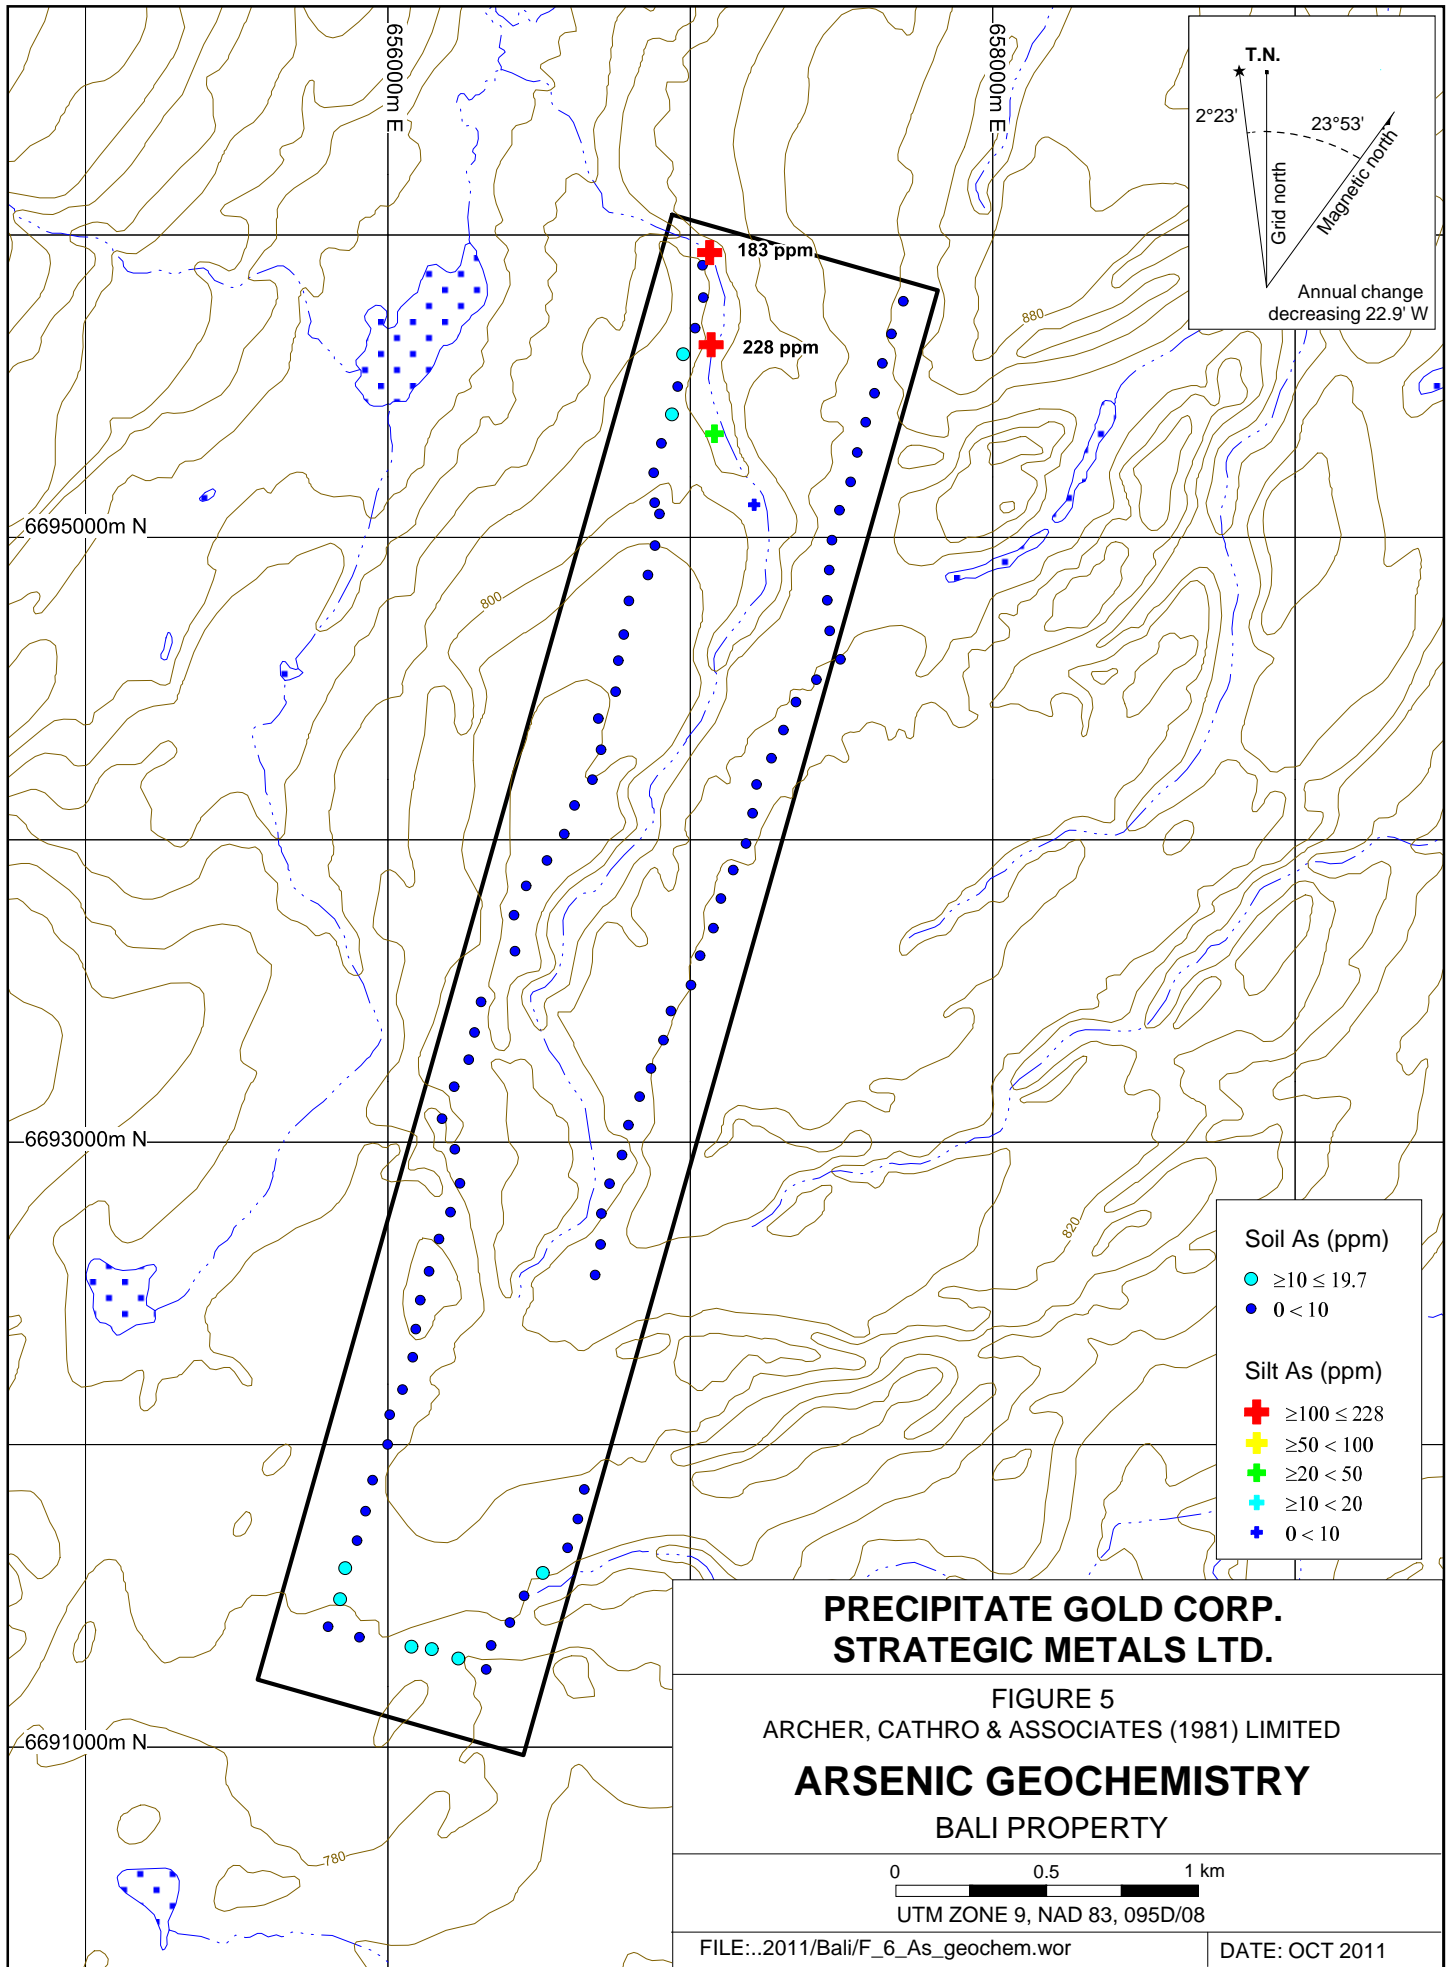 656000m E
658000m E
T.N.
2°23'
23°53'
Grid north
Magnetic north
Annual change
decreasing 22.9' W
183 ppm
228 ppm
880
6695000m N
800
6693000m N
820
Soil As (ppm)
≥10 ≤ 19.7
0 < 10
Silt As (ppm)
≥100 ≤ 228
≥50 < 100
≥20 < 50
≥10 < 20
0 < 10
6691000m N
780
PRECIPITATE GOLD CORP.
STRATEGIC METALS LTD.
FIGURE 5
ARCHER, CATHRO & ASSOCIATES (1981) LIMITED
ARSENIC GEOCHEMISTRY
BALI PROPERTY
0 0.5 1 km
UTM ZONE 9, NAD 83, 095D/08
FILE:..2011/Bali/F_6_As_geochem.wor
DATE: OCT 2011